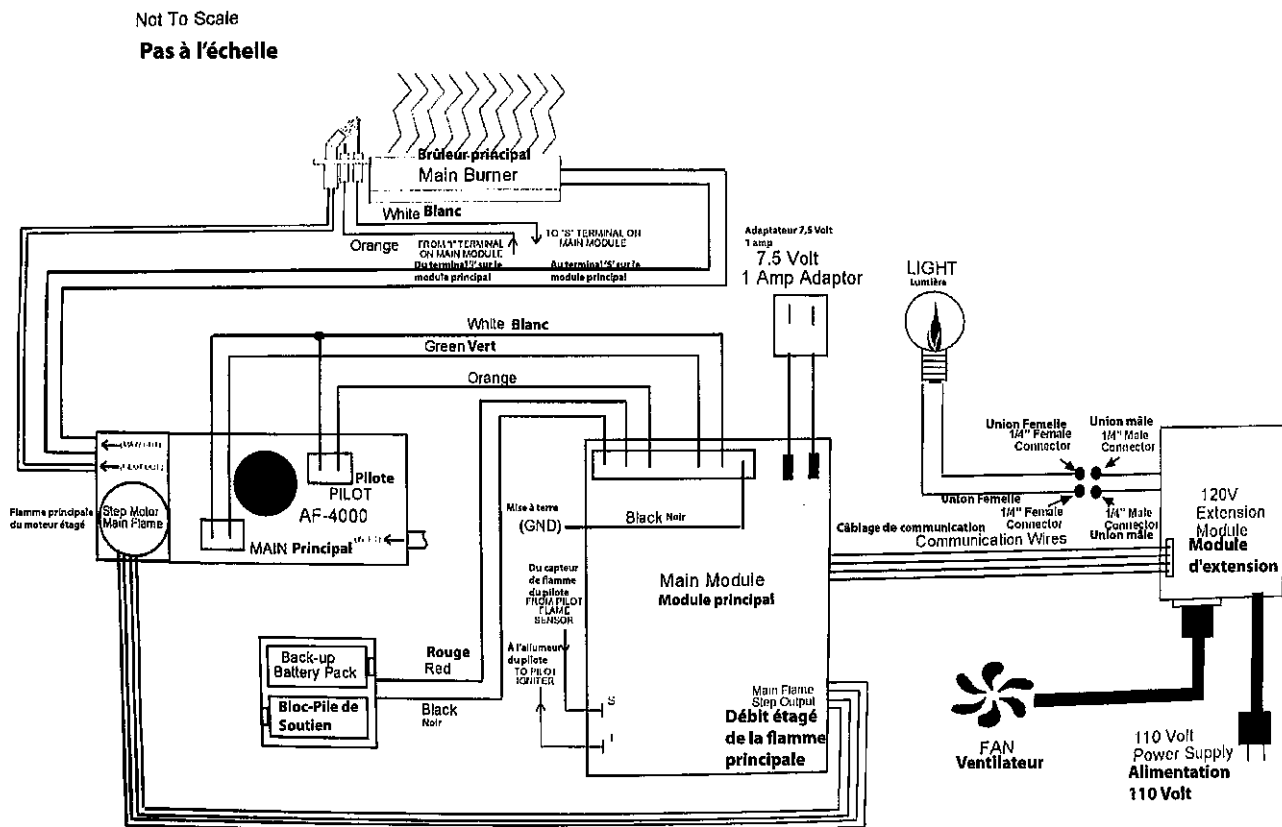 Not To Scale
Pas à l'échelle
Brûleur principal
Main Burner
White Blanc
Orange
FROM "I" TERMINAL
ON MAIN MODULE
Du terminal "I" sur le
module principal
TO "S" TERMINAL ON
MAIN MODULE
Au terminal "S" sur le
module principal
Adaptateur 7,5 Volt
1 amp
7.5 Volt
1 Amp Adaptor
LIGHT
Lumière
White Blanc
Green Vert
Orange
Pilote
PILOT
AF-4000
MAIN Principal
Flamme principale
du moteur étagé
Step Motor
Main Flame
Mise à terre
(GND)
Black Noir
Union Femelle
1/4" Female
Connector
Union mâle
1/4" Male
Connector
Union Femelle
1/4" Female
Connector
1/4" Male
Connector
Union mâle
120V
Extension
Module
Module
d'extension
Câblage de communication
Communication Wires
Main Module
Module principal
Du capteur
de flamme
du pilote
FROM PILOT
FLAME
SENSOR
À l'allumeur
du pilote
TO PILOT
IGNITER
S
I
Back-up
Battery Pack
Bloc-Pile de
Soutien
Rouge
Red
Black
Noir
Main Flame
Step Output
Débit étagé
de la flamme
principale
FAN
Ventilateur
110 Volt
Power Supply
Alimentation
110 Volt